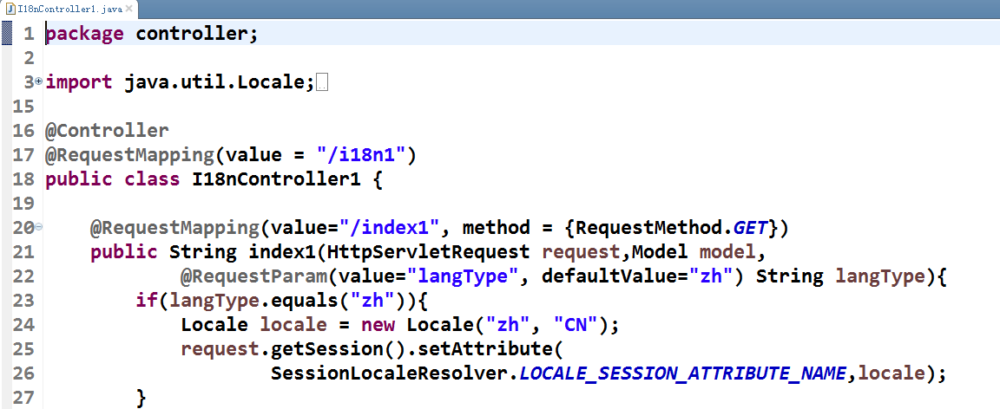 I18nController1.java
1 package controller;
2
3 import java.util.Locale;
15
16 @Controller
17 @RequestMapping(value = "/i18n1")
18 public class I18nController1 {
19
20 @RequestMapping(value="/index1", method = {RequestMethod.GET})
21 public String index1(HttpServletRequest request,Model model,
22 @RequestParam(value="langType", defaultValue="zh") String langType){
23 if(langType.equals("zh")){
24 Locale locale = new Locale("zh", "CN");
25 request.getSession().setAttribute(
26 SessionLocaleResolver.LOCALE_SESSION_ATTRIBUTE_NAME,locale);
27 }